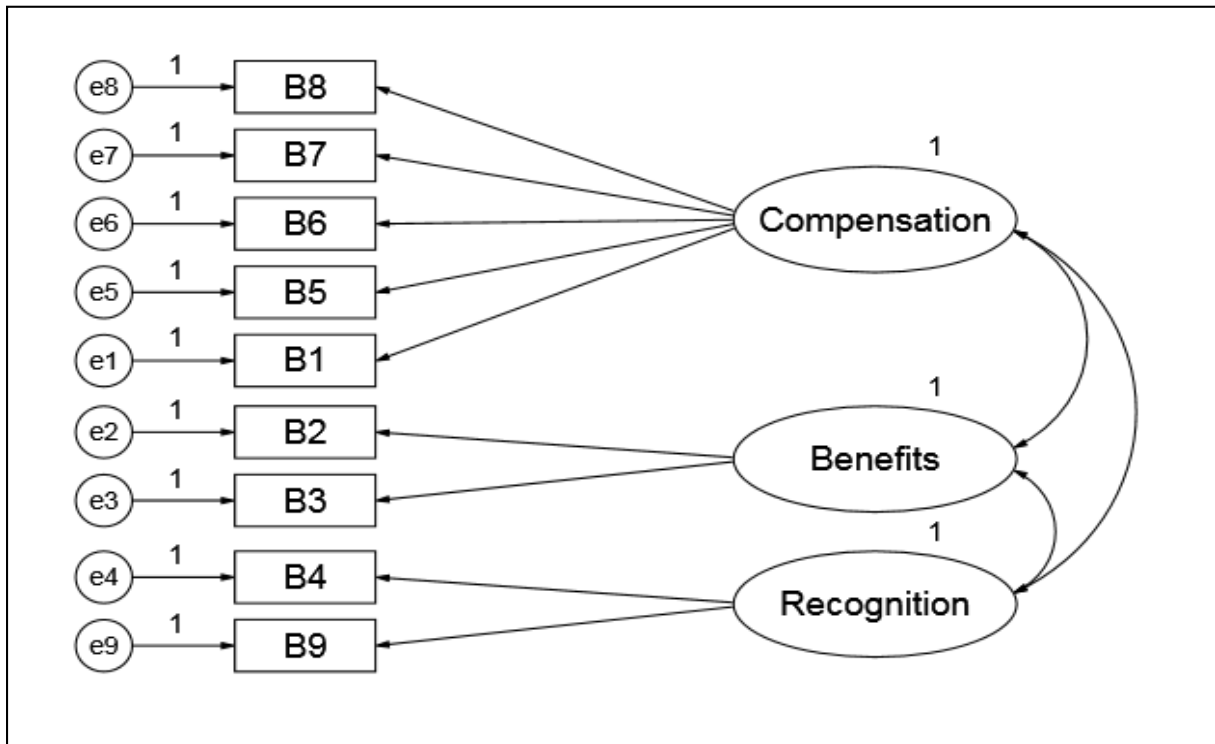 e8 1 B8
e7 1 B7
1
e6 1 B6
Compensation
e5 1 B5
e1 1 B1
e2 1 B2
1
Benefits
e3 1 B3
1
e4 1 B4
Recognition
e9 1 B9